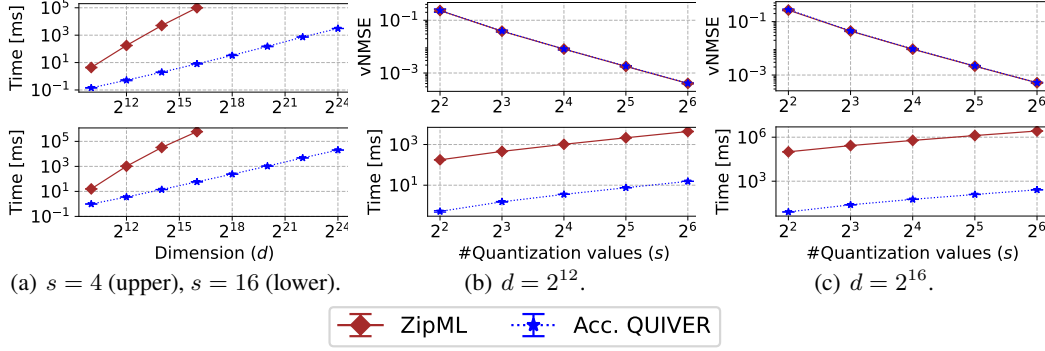 Time [ms]
10^5
10^3
10^1
10^{-1}
2^{12} 2^{15} 2^{18} 2^{21} 2^{24}
Time [ms]
10^5
10^3
10^1
10^{-1}
2^{12} 2^{15} 2^{18} 2^{21} 2^{24}
Dimension (d)
(a) s = 4 (upper), s = 16 (lower).
vNMSE
10^{-1}
10^{-3}
2^2 2^3 2^4 2^5 2^6
Time [ms]
10^3
10^1
2^2 2^3 2^4 2^5 2^6
#Quantization values (s)
(b) d = 2^{12}.
vNMSE
10^{-1}
10^{-3}
2^2 2^3 2^4 2^5 2^6
Time [ms]
10^6
10^3
2^2 2^3 2^4 2^5 2^6
#Quantization values (s)
(c) d = 2^{16}.
ZipML Acc. QUIVER